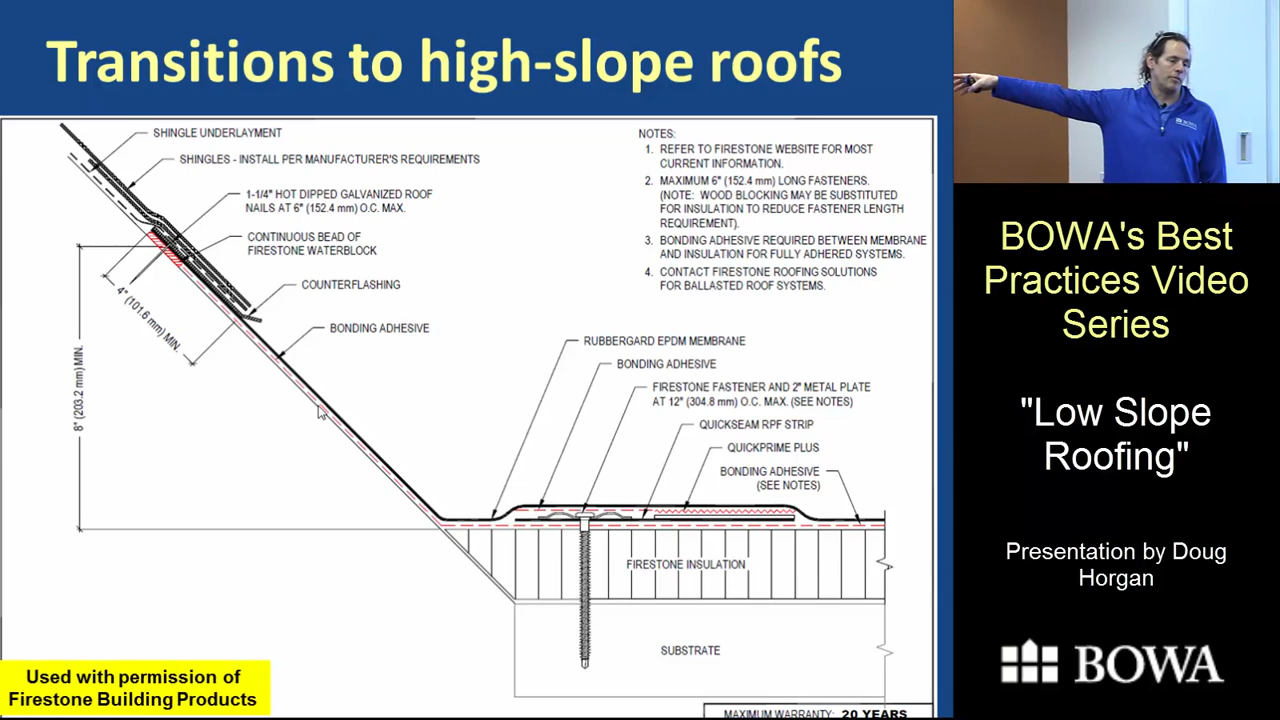 Transitions to high-slope roofs
SHINGLE UNDERLAYMENT
SHINGLES - INSTALL PER MANUFACTURER'S REQUIREMENTS
1-1/4" HOT DIPPED GALVANIZED ROOF
NAILS AT 6" (152.4 mm) O.C. MAX.
CONTINUOUS BEAD OF
FIRESTONE WATERBLOCK
COUNTERFLASHING
BONDING ADHESIVE
4" (101.6 mm) MIN.
8" (203.2 mm) MIN.
NOTES:
1. REFER TO FIRESTONE WEBSITE FOR MOST
CURRENT INFORMATION.
2. MAXIMUM 6" (152.4 mm) LONG FASTENERS.
(NOTE: WOOD BLOCKING MAY BE SUBSTITUTED
FOR INSULATION TO REDUCE FASTENER LENGTH
REQUIREMENT).
3. BONDING ADHESIVE REQUIRED BETWEEN MEMBRANE
AND INSULATION FOR FULLY ADHERED SYSTEMS.
4. CONTACT FIRESTONE ROOFING SOLUTIONS
FOR BALLASTED ROOF SYSTEMS.
RUBBERGARD EPDM MEMBRANE
BONDING ADHESIVE
FIRESTONE FASTENER AND 2" METAL PLATE
AT 12" (304.8 mm) O.C. MAX. (SEE NOTES)
QUICKSEAM RPF STRIP
QUICKPRIME PLUS
BONDING ADHESIVE
(SEE NOTES)
FIRESTONE INSULATION
SUBSTRATE
MAXIMUM WARRANTY: 20 YEARS
Used with permission of
Firestone Building Products
BOWA
BOWA's Best
Practices Video
Series
"Low Slope
Roofing"
Presentation by Doug
Horgan
BOWA